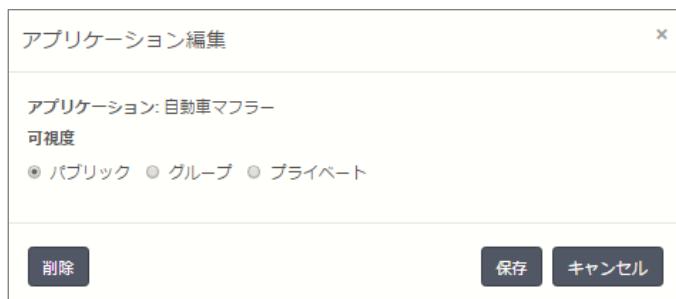 アプリケーション編集 ×
アプリケーション: 自動車マフラー
可視度
パブリック グループ プライベート
削除 保存 キャンセル